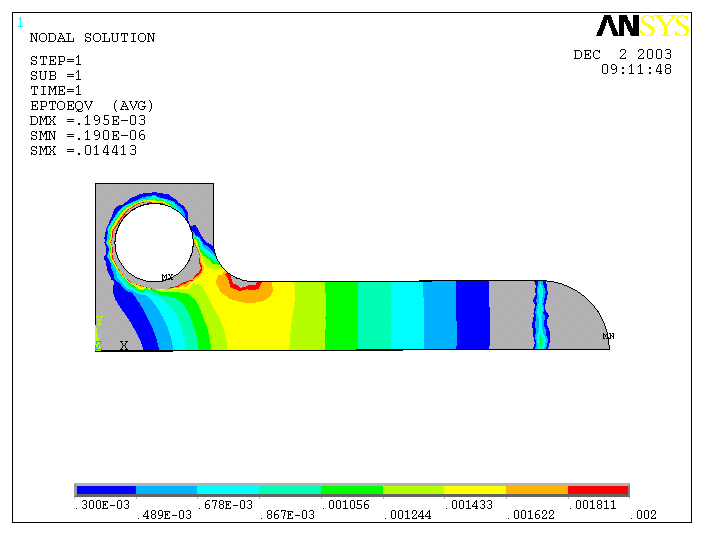 1
ANSYS
NODAL SOLUTION
DEC 2 2003
09:11:48
STEP=1
SUB =1
TIME=1
EPTOEQV (AVG)
DMX =.195E-03
SMN =.190E-06
SMX =.014413
MX
Y
MN
Z X
.300E-03 .678E-03 .001056 .001433 .001811
.489E-03 .867E-03 .001244 .001622 .002